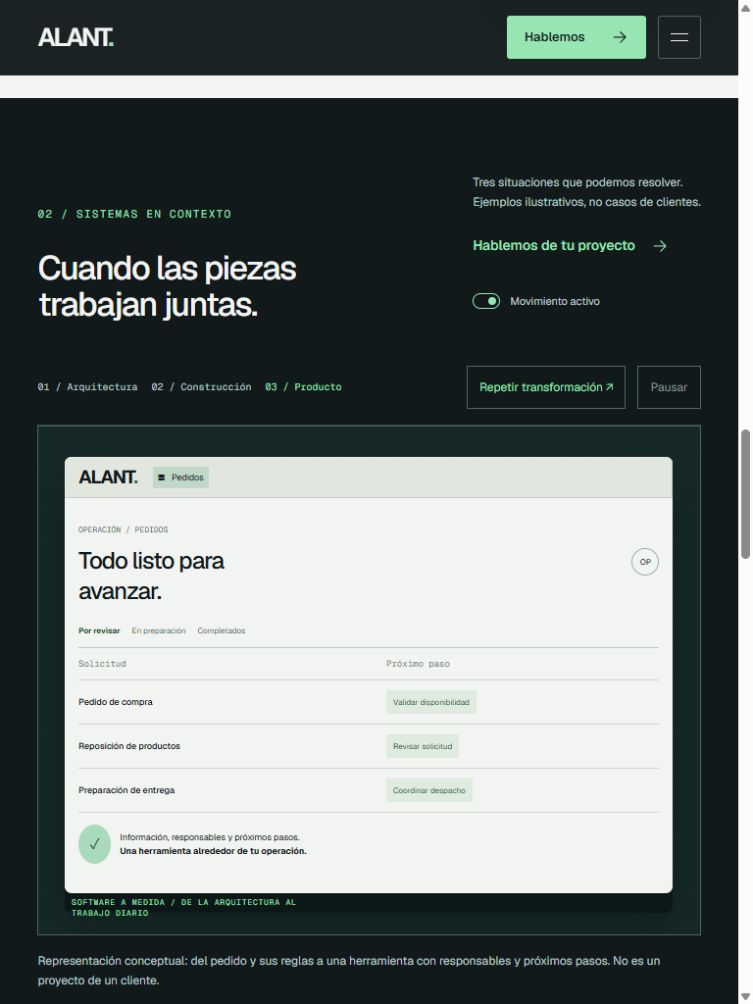 ALANT.
Hablemos →
Tres situaciones que podemos resolver.
Ejemplos ilustrativos, no casos de clientes.
02 / SISTEMAS EN CONTEXTO
Hablemos de tu proyecto →
Cuando las piezas
trabajan juntas.
Movimiento activo
01 / Arquitectura 02 / Construcción 03 / Producto
Repetir transformación ↗ Pausar
ALANT. Pedidos
OPERACIÓN / PEDIDOS
Todo listo para
avanzar.
OP
Por revisar En preparación Completados
Solicitud Próximo paso
Pedido de compra Validar disponibilidad
Reposición de productos Revisar solicitud
Preparación de entrega Coordinar despacho
Información, responsables y próximos pasos.
Una herramienta alrededor de tu operación.
SOFTWARE A MEDIDA / DE LA ARQUITECTURA AL
TRABAJO DIARIO
Representación conceptual: del pedido y sus reglas a una herramienta con responsables y próximos pasos. No es un
proyecto de un cliente.